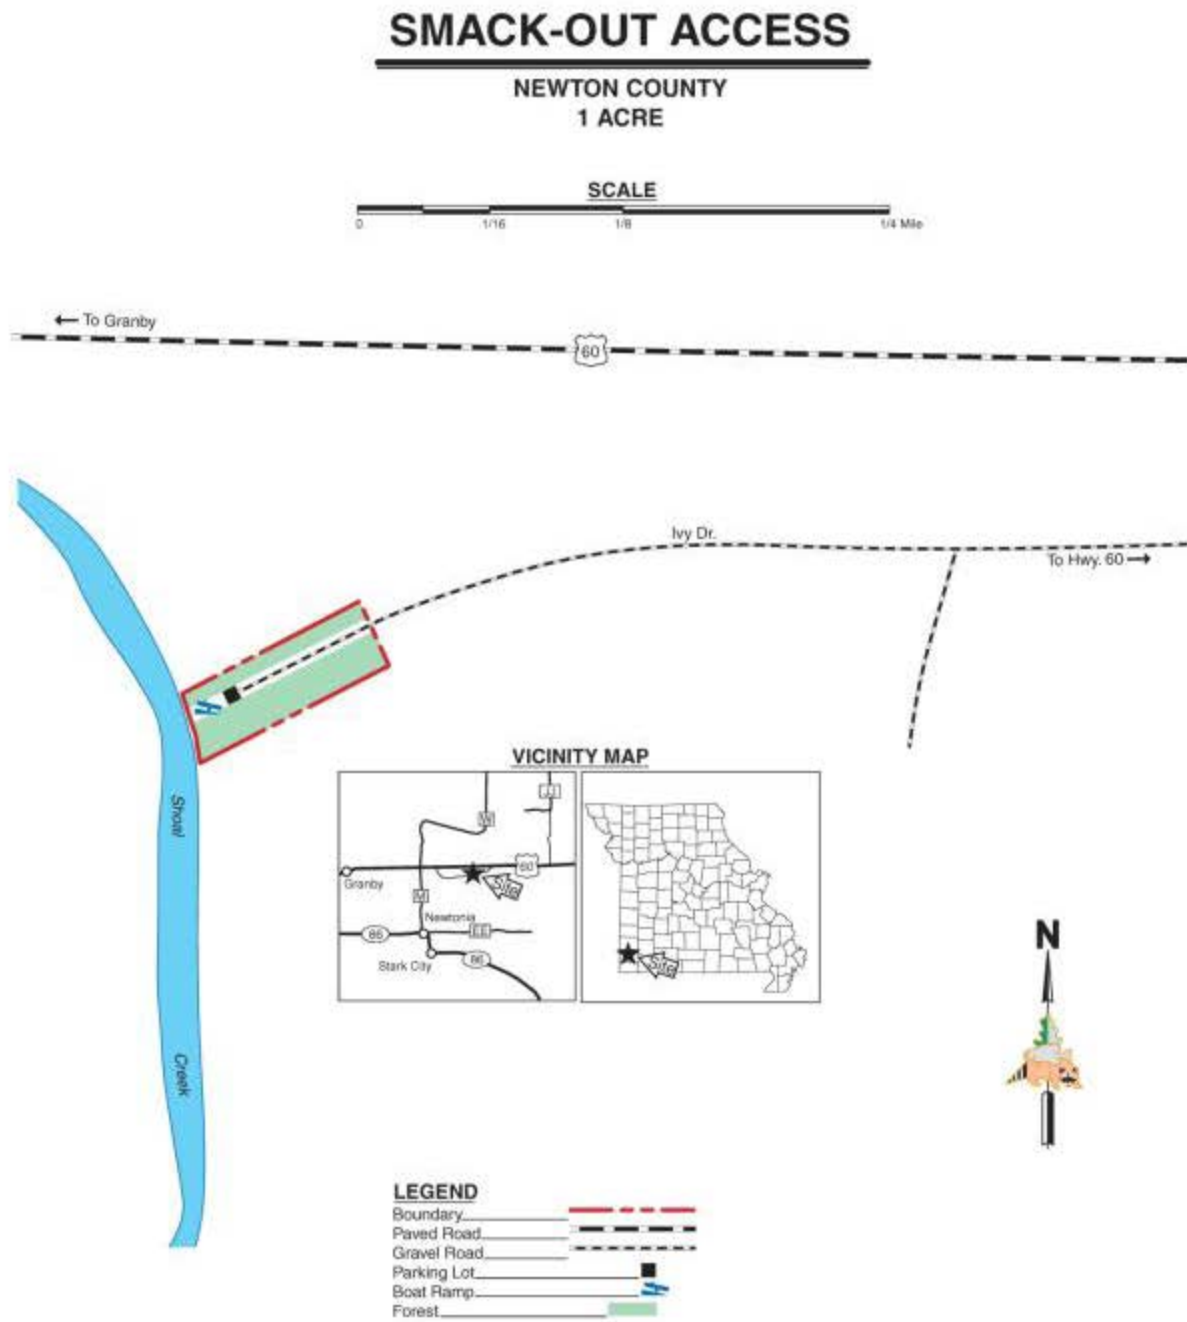 SMACK-OUT ACCESS
NEWTON COUNTY
1 ACRE
SCALE
0 1/16 1/8 1/4 Mile
To Granby
60
Ivy Dr.
To Hwy. 60
VICINITY MAP
JJ
W
60
Granby
Site
M
Newtonia
86
EE
Stark City
86
Site
Shoal
Creek
N
LEGEND
Boundary
Paved Road
Gravel Road
Parking Lot
Boat Ramp
Forest